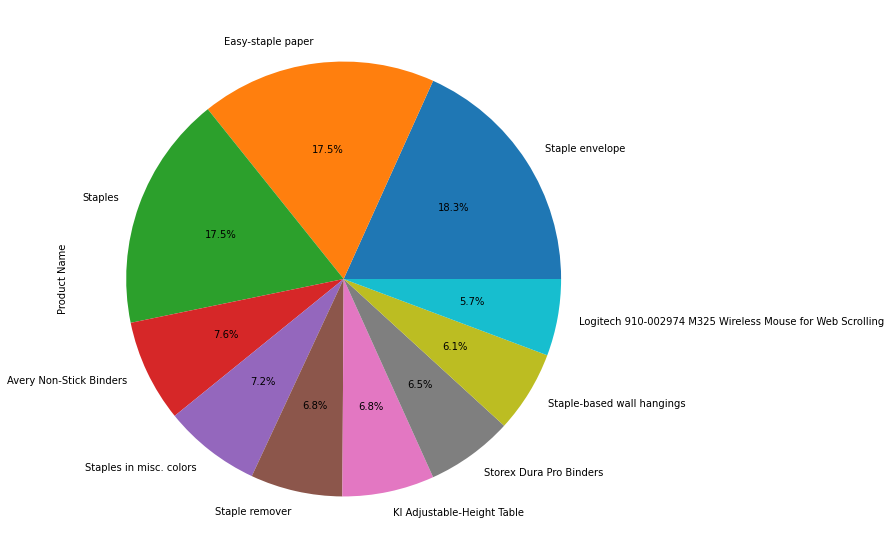 Easy-staple paper
Staple envelope
Staples
Product Name
Avery Non-Stick Binders
Staples in misc. colors
Staple remover
KI Adjustable-Height Table
Storex Dura Pro Binders
Staple-based wall hangings
Logitech 910-002974 M325 Wireless Mouse for Web Scrolling
17.5%
18.3%
17.5%
7.6%
7.2%
6.8%
6.8%
6.5%
6.1%
5.7%